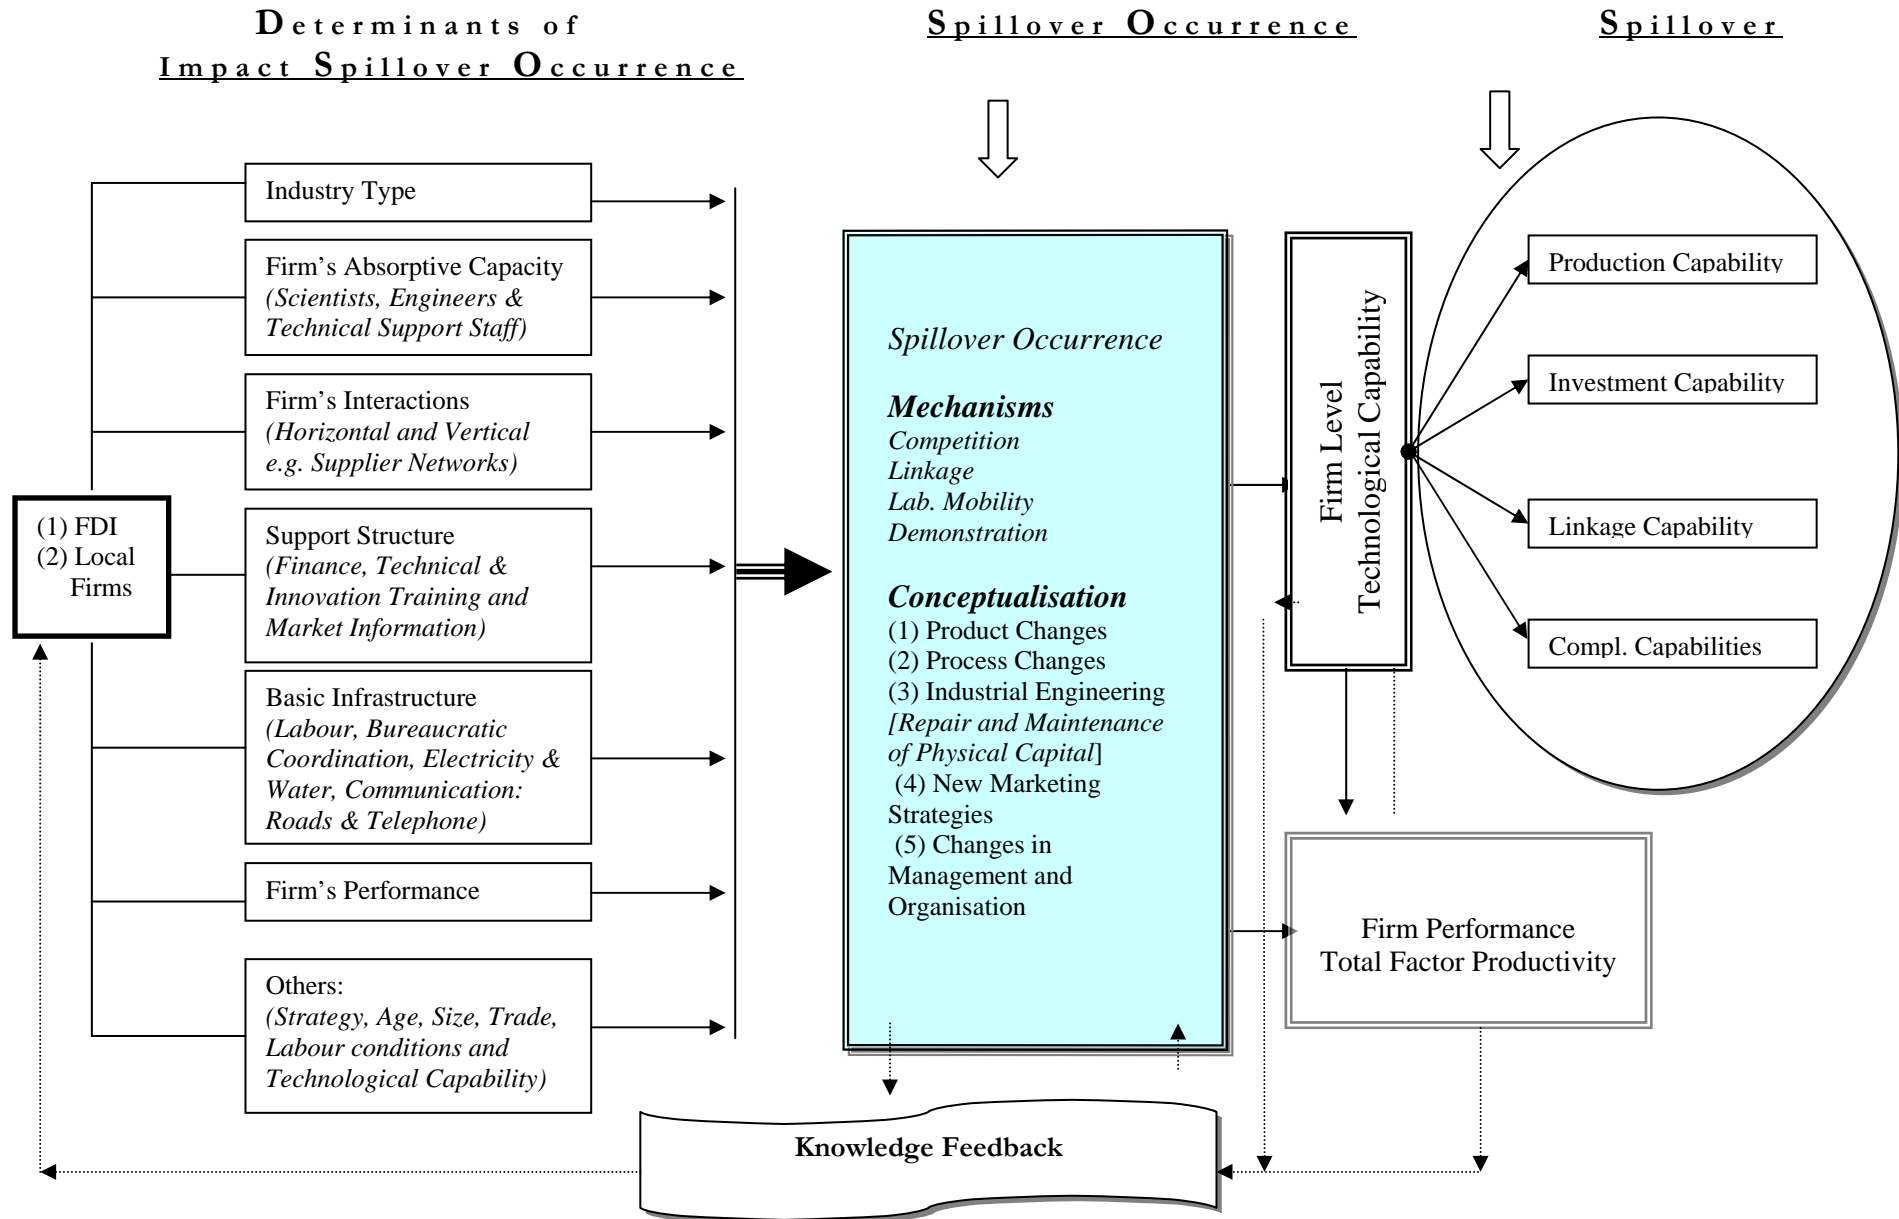 Determinants of
Impact Spillover Occurrence
Spillover Occurrence
Spillover
(1) FDI
(2) Local
Firms
Industry Type
Firm's Absorptive Capacity
(Scientists, Engineers &
Technical Support Staff)
Firm's Interactions
(Horizontal and Vertical
e.g. Supplier Networks)
Support Structure
(Finance, Technical &
Innovation Training and
Market Information)
Basic Infrastructure
(Labour, Bureaucratic
Coordination, Electricity &
Water, Communication:
Roads & Telephone)
Firm's Performance
Others:
(Strategy, Age, Size, Trade,
Labour conditions and
Technological Capability)
Spillover Occurrence
Mechanisms
Competition
Linkage
Lab. Mobility
Demonstration
Conceptualisation
(1) Product Changes
(2) Process Changes
(3) Industrial Engineering
[Repair and Maintenance
of Physical Capital]
(4) New Marketing
Strategies
(5) Changes in
Management and
Organisation
Firm Level
Technological Capability
Production Capability
Investment Capability
Linkage Capability
Compl. Capabilities
Firm Performance
Total Factor Productivity
Knowledge Feedback